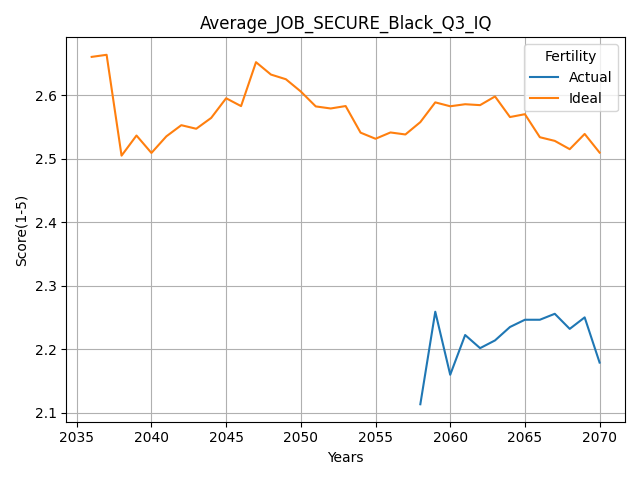 Average_JOB_SECURE_Black_Q3_IQ
Fertility
Actual
Ideal
Score(1-5)
2.6
2.5
2.4
2.3
2.2
2.1
2035 2040 2045 2050 2055 2060 2065 2070
Years